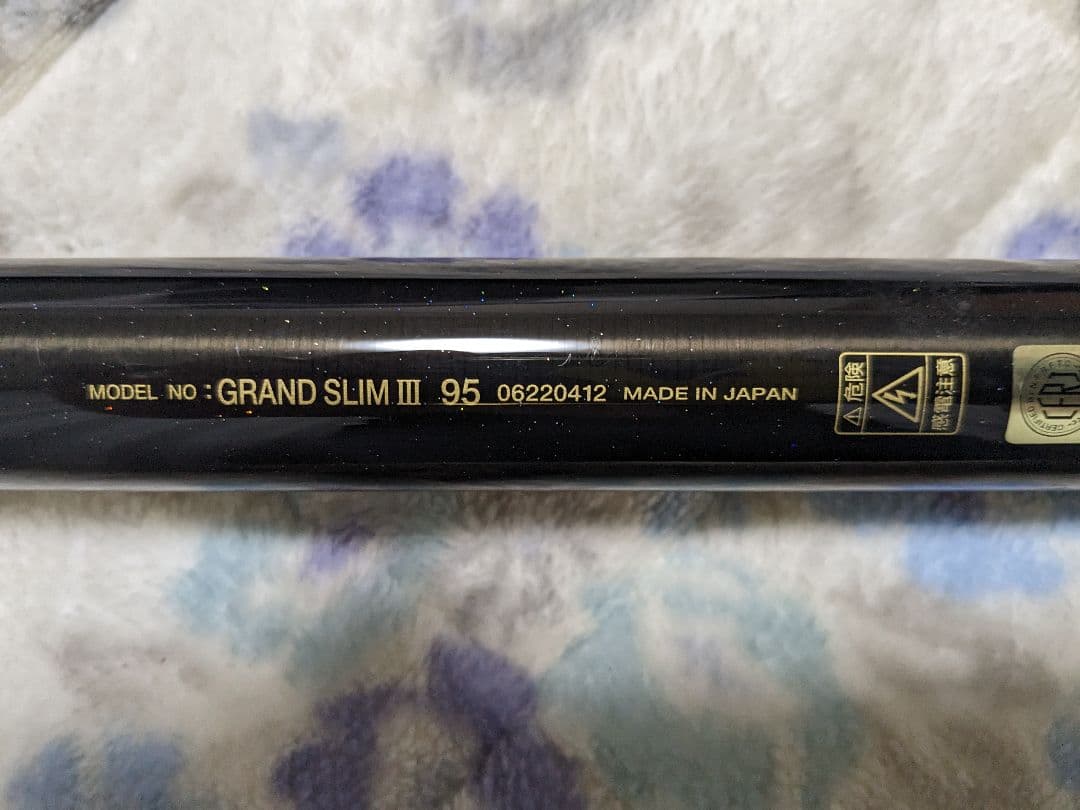 MODEL NO : GRAND SLIM III 95 06220412 MADE IN JAPAN
⚠危険
感電注意